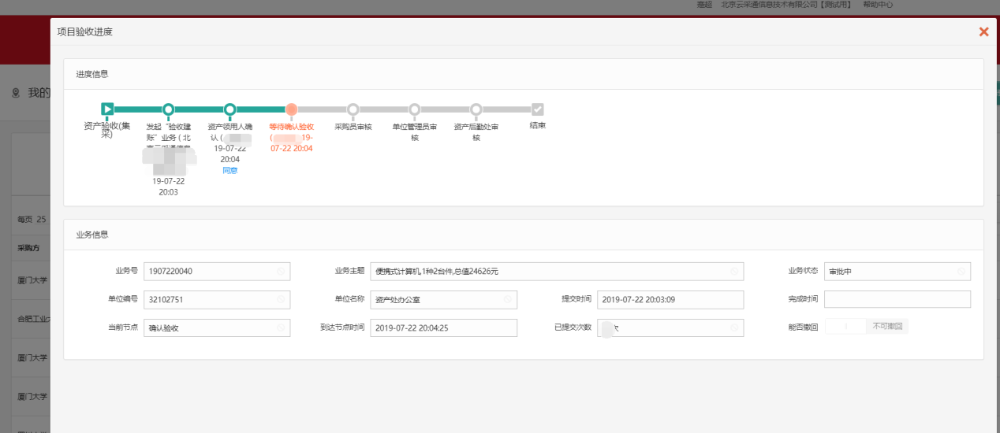 嘉超 北京云采通信息技术有限公司【测试用】 帮助中心
项目验收进度
进度信息
我的
资产验收(集
采)
发起“验收建
账”业务 ( 北
京云采通信息
19-07-22
20:03
资产领用人确
认 (
19-07-22
20:04
同意
等待确认验收
( 19-
07-22 20:04
采购员审核
单位管理员审
核
资产后勤处审
核
结束
每页 25
采购方
厦门大学
合肥工业大
厦门大学
厦门大学
业务信息
业务号 1907220040 业务主题 便携式计算机,1种2台件,总值24626元 业务状态 审批中
单位编号 32102751 单位名称 资产处办公室 提交时间 2019-07-22 20:03:09 完成时间
当前节点 确认验收 到达节点时间 2019-07-22 20:04:25 已提交次数 次 能否撤回 ! 不可撤回